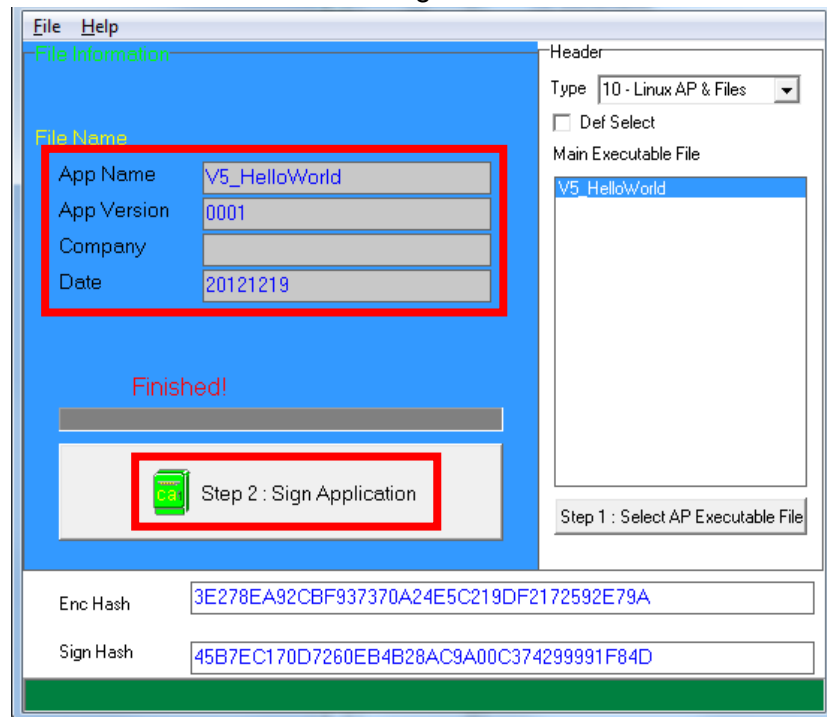 File Help
File Information
Header
Type 10 - Linux AP & Files
Def Select
File Name
Main Executable File
App Name V5_HelloWorld
V5_HelloWorld
App Version 0001
Company
Date 20121219
Finished!
ca
Step 2 : Sign Application
Step 1 : Select AP Executable File
Enc Hash 3E278EA92CBF937370A24E5C219DF2172592E79A
Sign Hash 45B7EC170D7260EB4B28AC9A00C374299991F84D